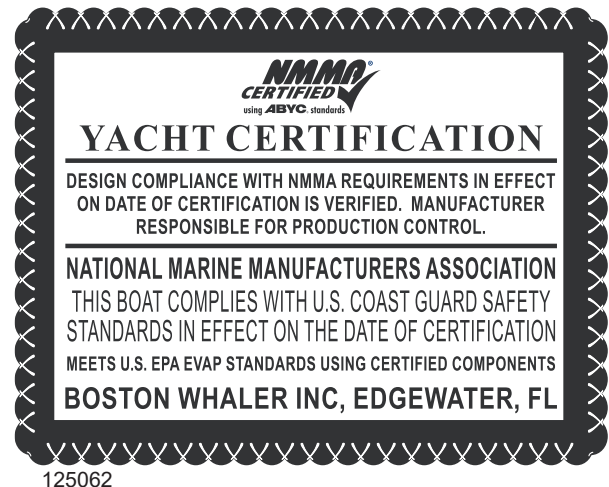 NMMA®
CERTIFIED
using ABYC. standards
YACHT CERTIFICATION
DESIGN COMPLIANCE WITH NMMA REQUIREMENTS IN EFFECT
ON DATE OF CERTIFICATION IS VERIFIED. MANUFACTURER
RESPONSIBLE FOR PRODUCTION CONTROL.
NATIONAL MARINE MANUFACTURERS ASSOCIATION
THIS BOAT COMPLIES WITH U.S. COAST GUARD SAFETY
STANDARDS IN EFFECT ON THE DATE OF CERTIFICATION
MEETS U.S. EPA EVAP STANDARDS USING CERTIFIED COMPONENTS
BOSTON WHALER INC, EDGEWATER, FL
125062